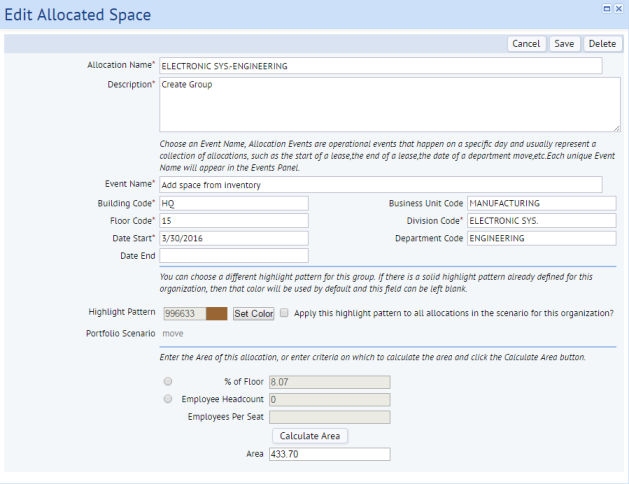 Edit Allocated Space
Cancel Save Delete
Allocation Name* ELECTRONIC SYS.-ENGINEERING
Description* Create Group
Choose an Event Name, Allocation Events are operational events that happen on a specific day and usually represent a
collection of allocations, such as the start of a lease,the end of a lease,the date of a department move,etc.Each unique Event
Name will appear in the Events Panel.
Event Name* Add space from inventory
Building Code* HQ Business Unit Code MANUFACTURING
Floor Code* 15 Division Code* ELECTRONIC SYS.
Date Start* 3/30/2016 Department Code ENGINEERING
Date End
You can choose a different highlight pattern for this group. If there is a solid highlight pattern already defined for this
organization, then that color will be used by default and this field can be left blank.
Highlight Pattern 996633 Set Color Apply this highlight pattern to all allocations in the scenario for this organization?
Portfolio Scenario move
Enter the Area of this allocation, or enter criteria on which to calculate the area and click the Calculate Area button.
% of Floor 8.07
Employee Headcount 0
Employees Per Seat
Calculate Area
Area 433.70